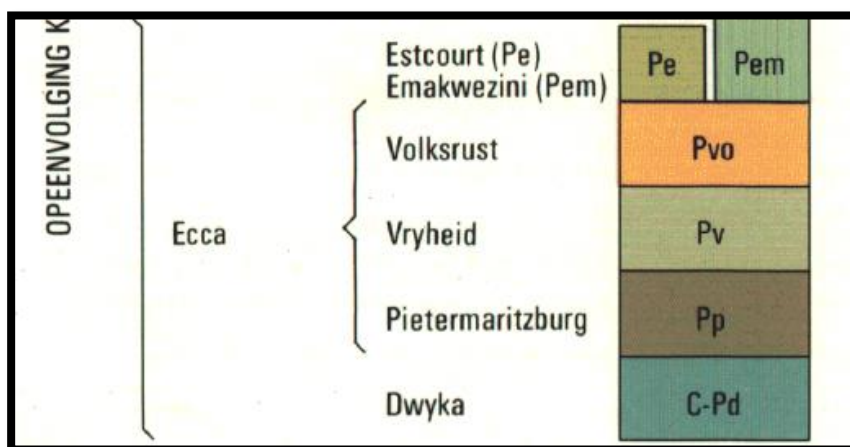 OPEENVOLGING K
Estcourt (Pe)
Emakwezini (Pem)
Pe
Pem
Volksrust
Pvo
Ecca
Vryheid
Pv
Pietermaritzburg
Pp
Dwyka
C-Pd